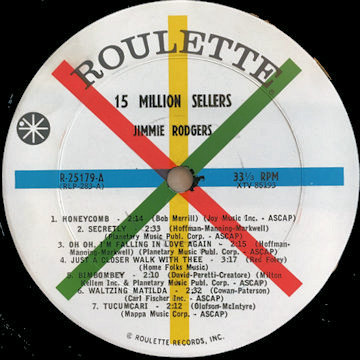 ROULETTE
15 MILLION SELLERS
JIMMIE RODGERS
R-25179-A 33⅓ RPM
(RLP-283-A) XTV 86193
1. HONEYCOMB - 2:14 (Bob Merrill) (Joy Music Inc. - ASCAP)
2. SECRETLY - 2:33 (Hoffman-Manning-Markwell)
(Planetary Music Publ. Corp. - ASCAP)
3. OH OH, I'M FALLING IN LOVE AGAIN - 2:15 (Hoffman-
Manning-Markwell) (Planetary Music Publ. Corp. - ASCAP)
4. JUST A CLOSER WALK WITH THEE - 3:17 (Red Foley)
(Home Folks Music)
5. BIMBOMBEY - 2:10 (David-Peretti-Creatore) (Milton
Kellem Inc. & Planetary Music Publ. Corp. - ASCAP)
6. WALTZING MATILDA - 2:32 (Cowan-Paterson)
(Carl Fischer Inc. - ASCAP)
7. TUCUMCARI - 2:12 (Olofson-McIntyre)
(Mappa Music Corp. - ASCAP)
© ROULETTE RECORDS, INC.